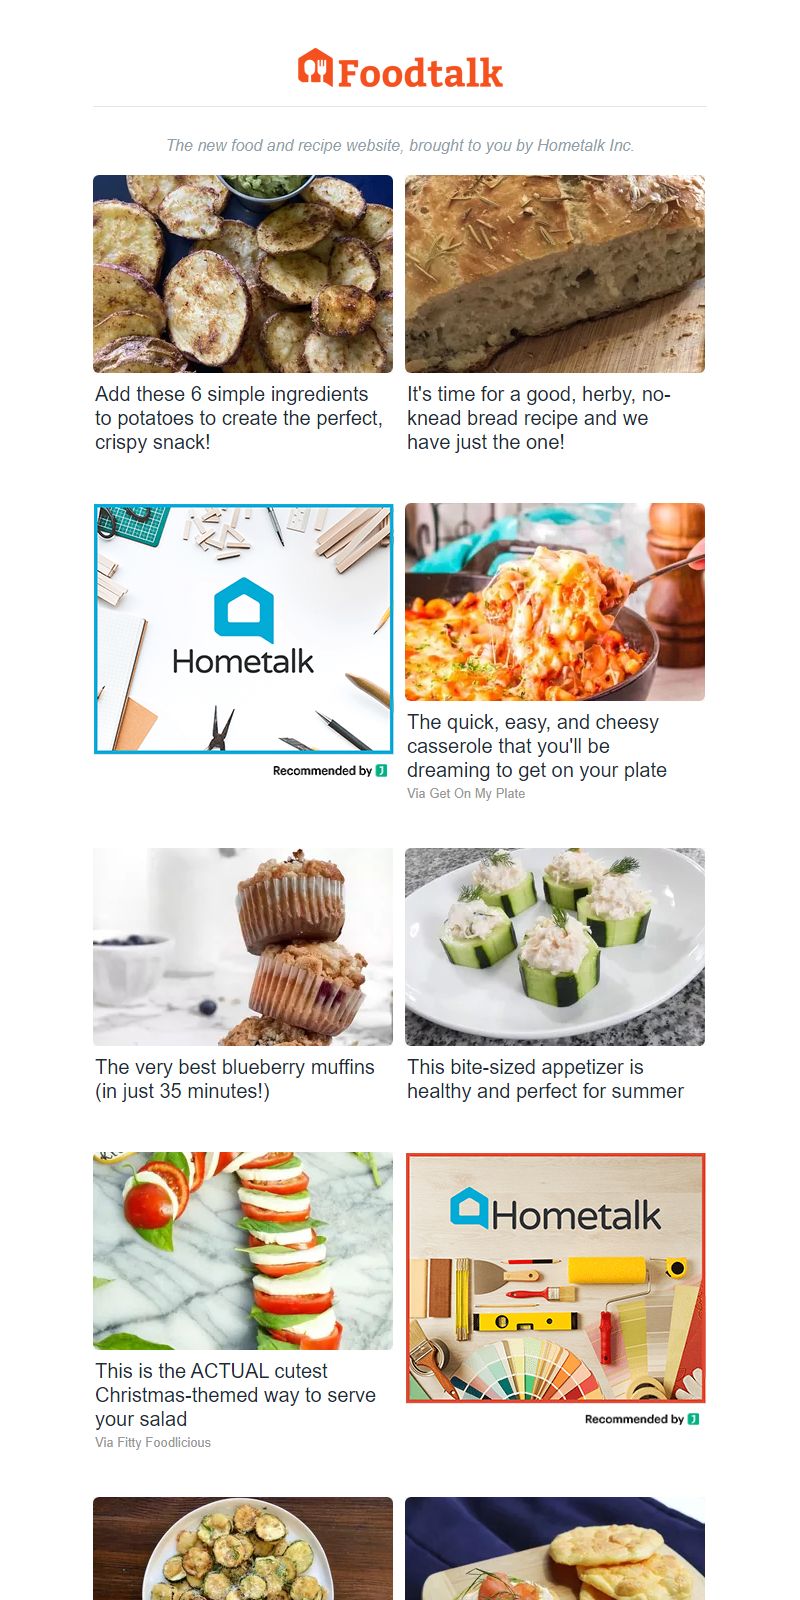 Foodtalk
The new food and recipe website, brought to you by Hometalk Inc.
Add these 6 simple ingredients
to potatoes to create the perfect,
crispy snack!
It's time for a good, herby, no-
knead bread recipe and we
have just the one!
Hometalk
Recommended by
The quick, easy, and cheesy
casserole that you'll be
dreaming to get on your plate
Via Get On My Plate
The very best blueberry muffins
(in just 35 minutes!)
This bite-sized appetizer is
healthy and perfect for summer
This is the ACTUAL cutest
Christmas-themed way to serve
your salad
Via Fitty Foodlicious
Hometalk
Recommended by